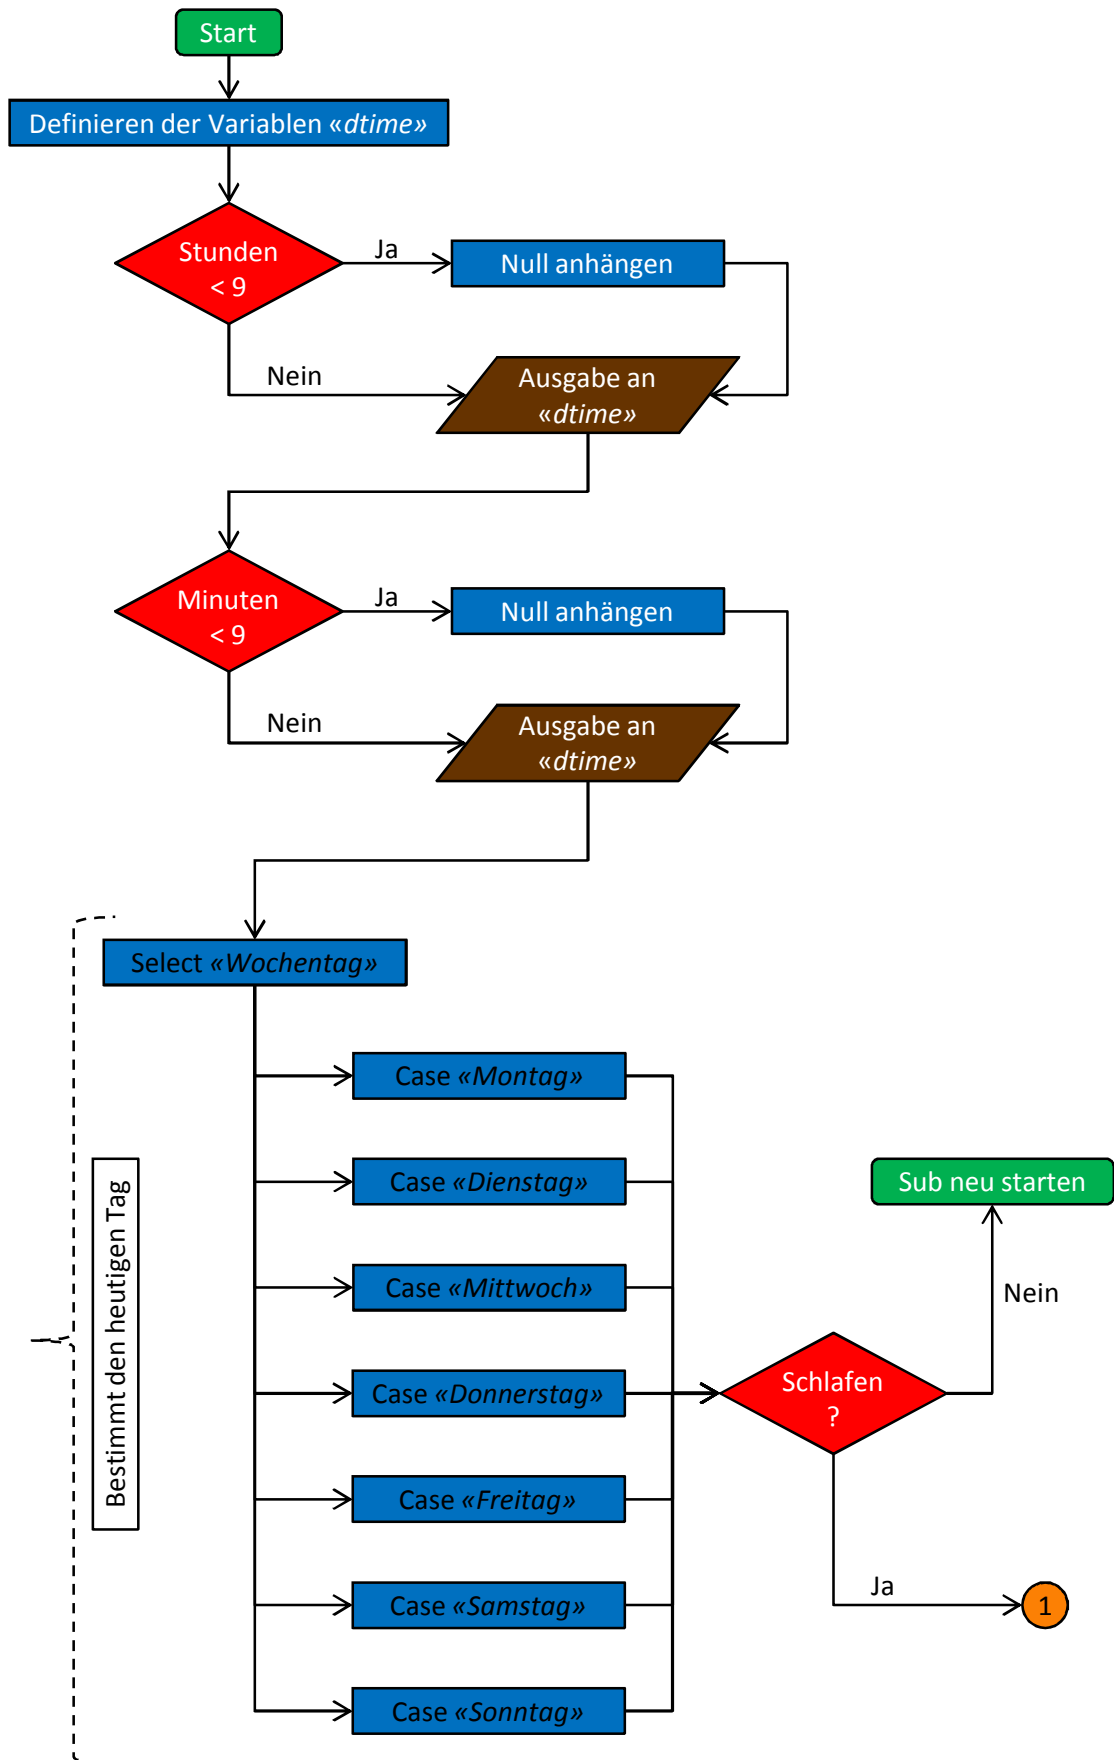 Start
Definieren der Variablen «dtime»
Stunden
< 9
Ja
Null anhängen
Nein
Ausgabe an
«dtime»
Minuten
< 9
Ja
Null anhängen
Nein
Ausgabe an
«dtime»
Select «Wochentag»
Case «Montag»
Case «Dienstag»
Case «Mittwoch»
Case «Donnerstag»
Case «Freitag»
Case «Samstag»
Case «Sonntag»
Bestimmt den heutigen Tag
Sub neu starten
Nein
Schlafen
?
Ja
1